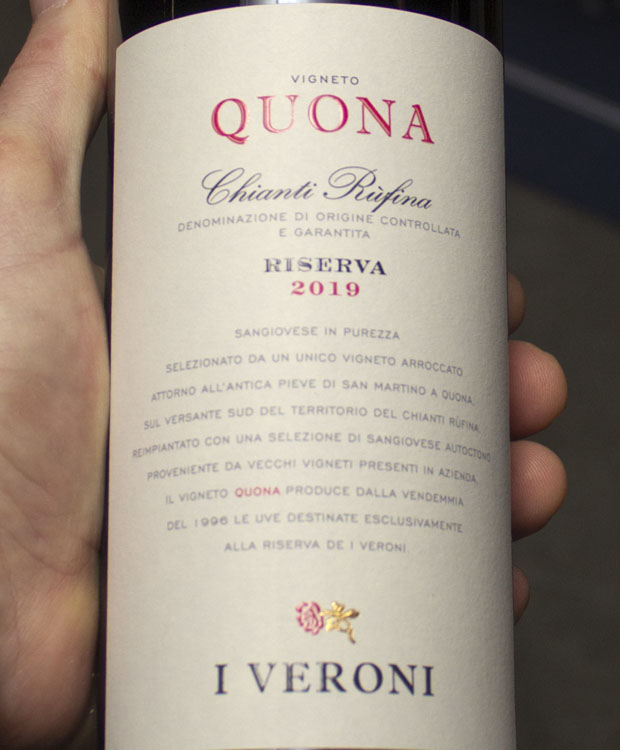 VIGNETO
QUONA
Chianti Rùfina
DENOMINAZIONE DI ORIGINE CONTROLLATA
E GARANTITA
RISERVA
2019
SANGIOVESE IN PUREZZA
SELEZIONATO DA UN UNICO VIGNETO ARROCCATO
ATTORNO ALL'ANTICA PIEVE DI SAN MARTINO A QUONA,
SUL VERSANTE SUD DEL TERRITORIO DEL CHIANTI RÙFINA,
REIMPIANTATO CON UNA SELEZIONE DI SANGIOVESE AUTOCTONO
PROVENIENTE DA VECCHI VIGNETI PRESENTI IN AZIENDA.
IL VIGNETO QUONA PRODUCE DALLA VENDEMMIA
DEL 1996 LE UVE DESTINATE ESCLUSIVAMENTE
ALLA RISERVA DE I VERONI.
I VERONI